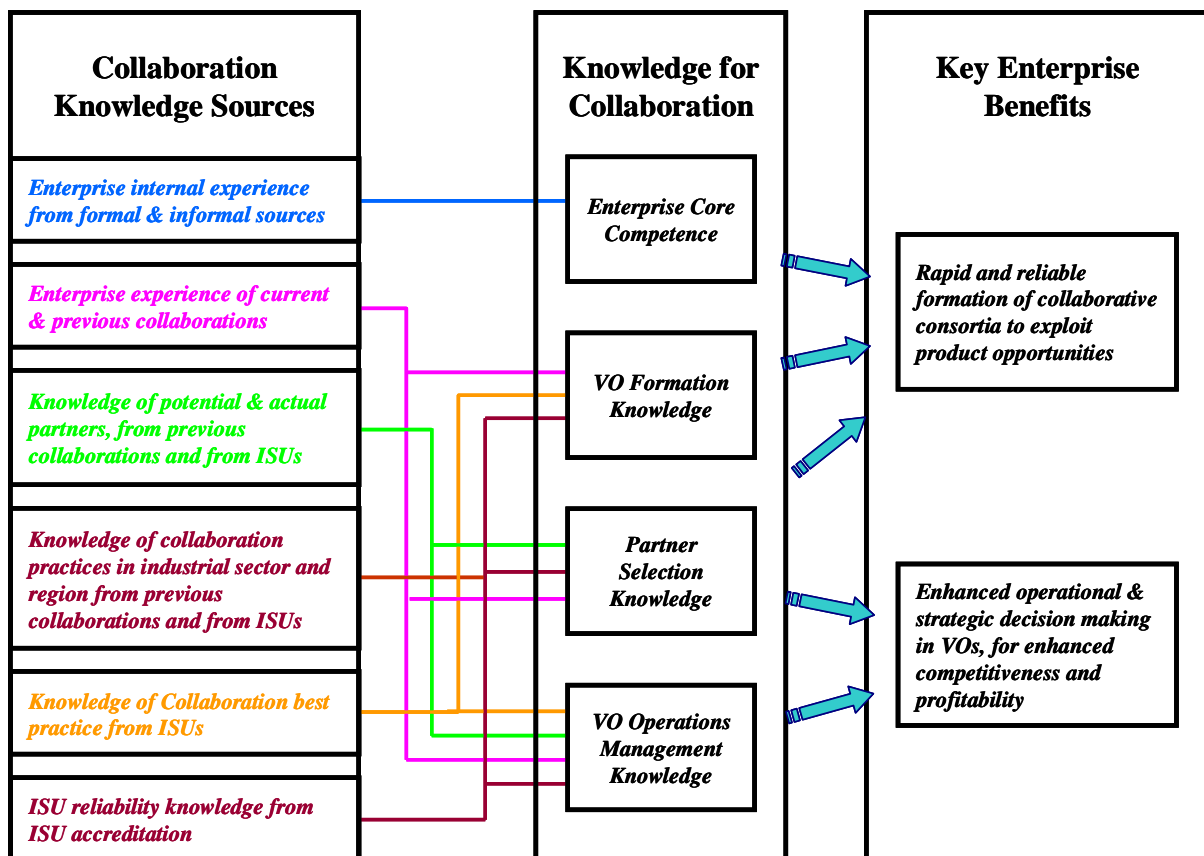 Collaboration
Knowledge Sources
Enterprise internal experience
from formal & informal sources
Enterprise experience of current
& previous collaborations
Knowledge of potential & actual
partners, from previous
collaborations and from ISUs
Knowledge of collaboration
practices in industrial sector and
region from previous
collaborations and from ISUs
Knowledge of Collaboration best
practice from ISUs
ISU reliability knowledge from
ISU accreditation
Knowledge for
Collaboration
Enterprise Core
Competence
VO Formation
Knowledge
Partner
Selection
Knowledge
VO Operations
Management
Knowledge
Key Enterprise
Benefits
Rapid and reliable
formation of collaborative
consortia to exploit
product opportunities
Enhanced operational &
strategic decision making
in VOs, for enhanced
competitiveness and
profitability